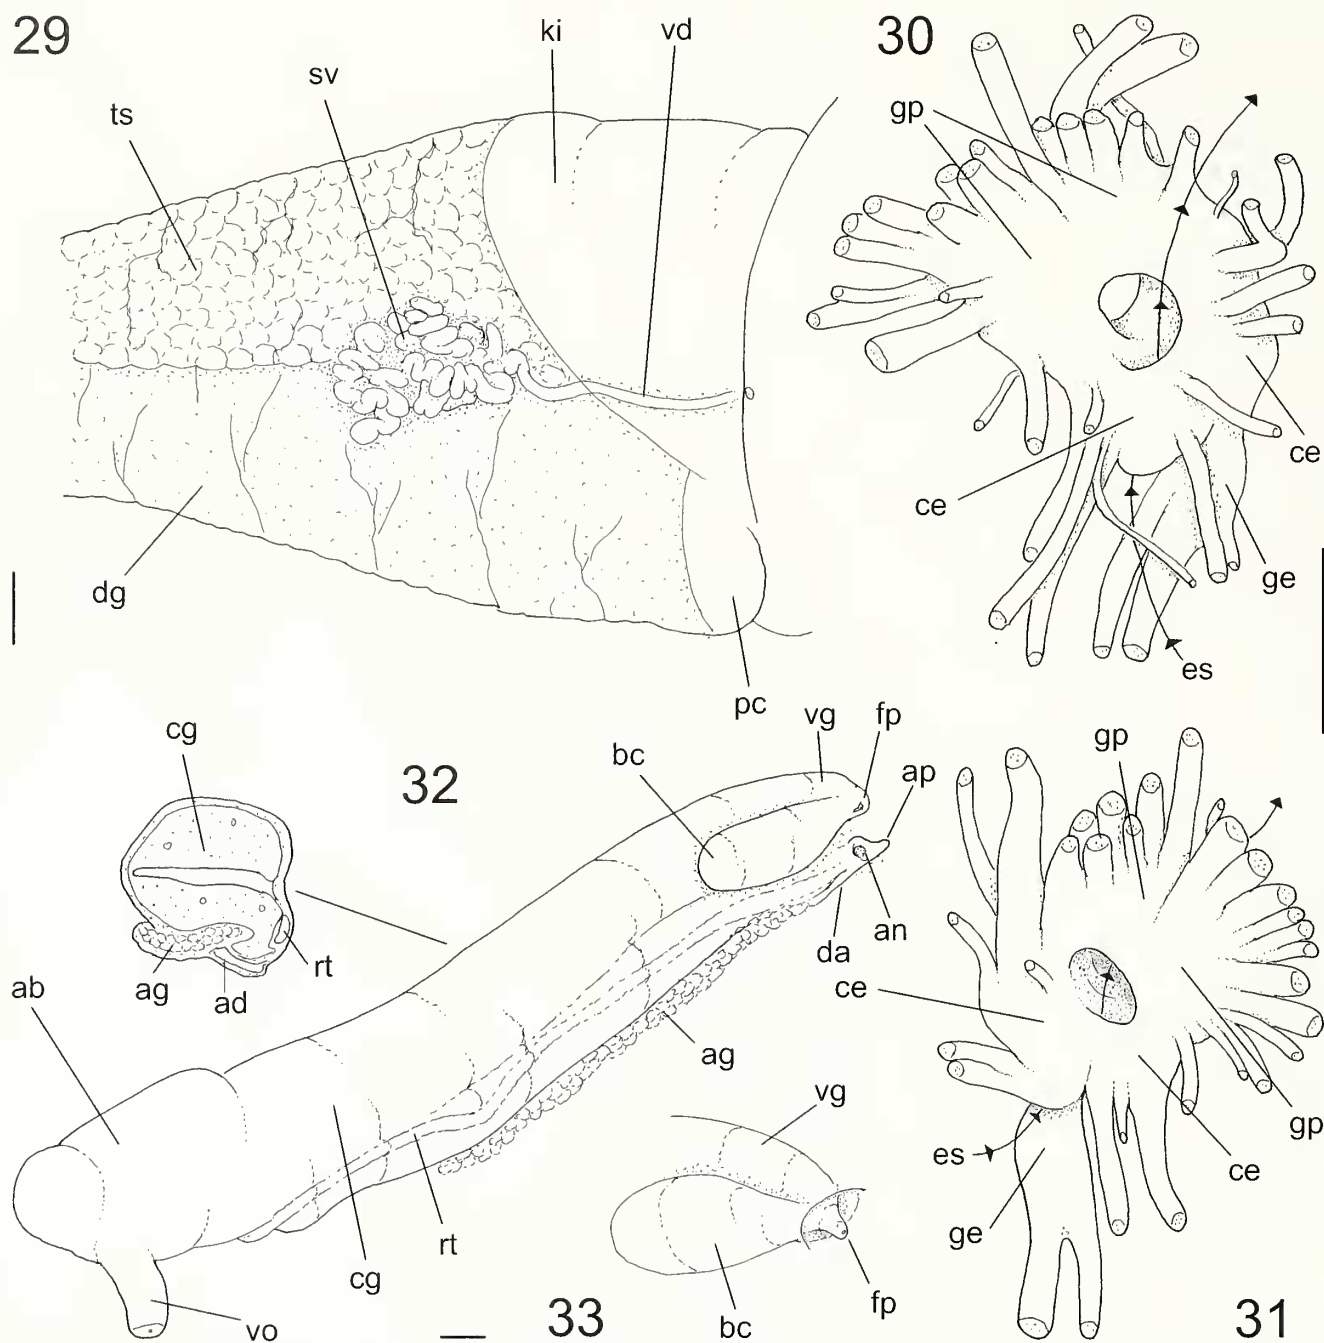 29
ki
vd
sv
ts
dg
pc
30
gp
ce
ce
ge
es
32
cg
ag
ad
rt
ab
bc
vg
fp
ap
an
da
ag
rt
cg
vo
33
vg
bc
fp
gp
ce
gp
es
ce
ge
31